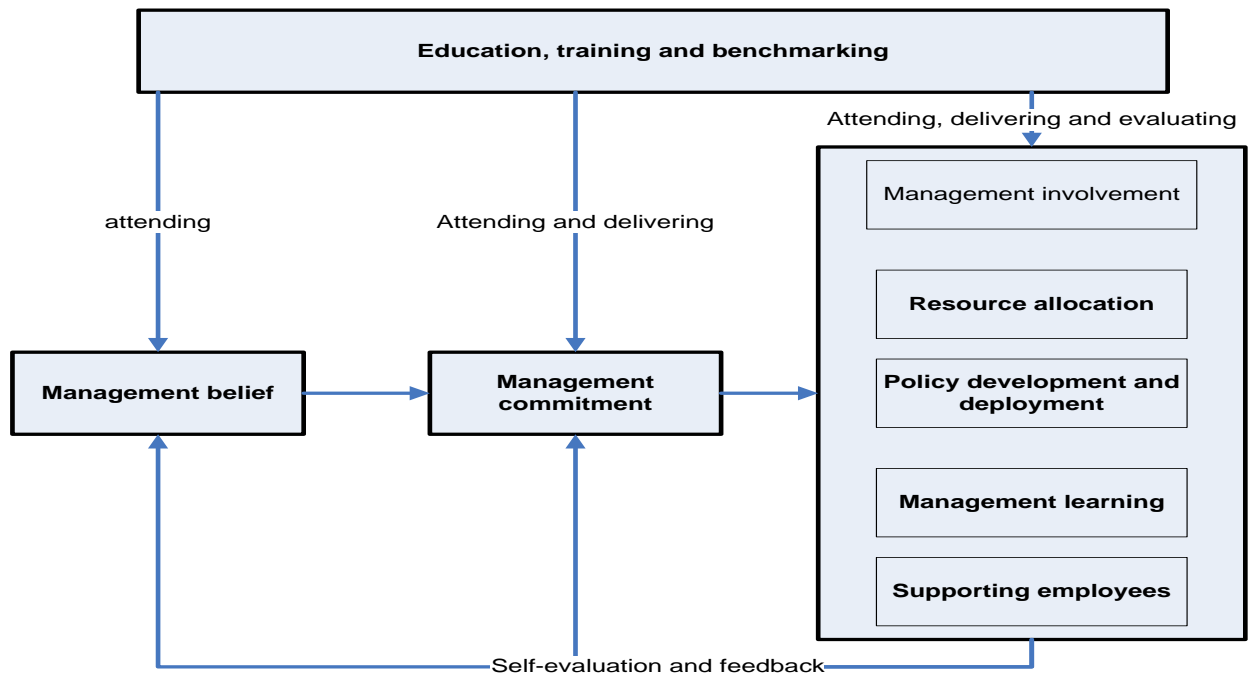 Education, training and benchmarking
Attending, delivering and evaluating
attending
Attending and delivering
Management involvement
Resource allocation
Management belief
Management
commitment
Policy development and
deployment
Management learning
Supporting employees
Self-evaluation and feedback